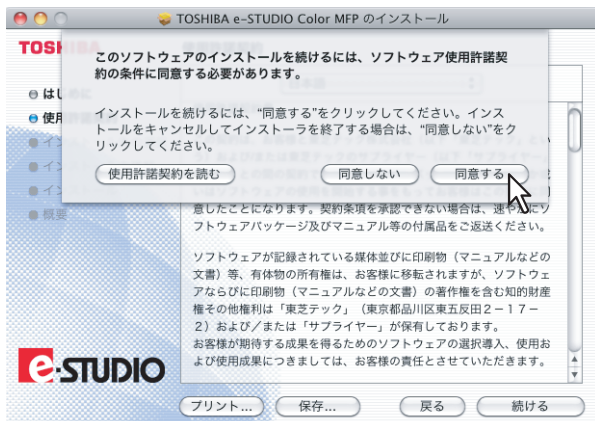 TOSHIBA e-STUDIO Color MFP のインストール
TOSHIBA
このソフトウェアのインストールを続けるには、ソフトウェア使用許諾契
約の条件に同意する必要があります。
インストールを続けるには、“同意する”をクリックしてください。インス
トールをキャンセルしてインストーラを終了する場合は、“同意しない”をク
リックしてください。
使用許諾契約を読む
同意しない
同意する
はじめに
使用許諾契約
概要
意したことになります。契約条項を承認できない場合は、速やかにソ
フトウェアパッケージ及びマニュアル等の付属品をご返送ください。
ソフトウェアが記録されている媒体並びに印刷物（マニュアルなどの
文書）等、有体物の所有権は、お客様に移転されますが、ソフトウェ
アならびに印刷物（マニュアルなどの文書）の著作権を含む知的財産
権その他権利は「東芝テック」（東京都品川区東五反田２－１７－
２）および／または「サプライヤー」が保有しております。
お客様が期待する成果を得るためのソフトウェアの選択導入、使用お
よび使用成果につきましては、お客様の責任とさせていただきます。
e-STUDIO
プリント...
保存...
戻る
続ける